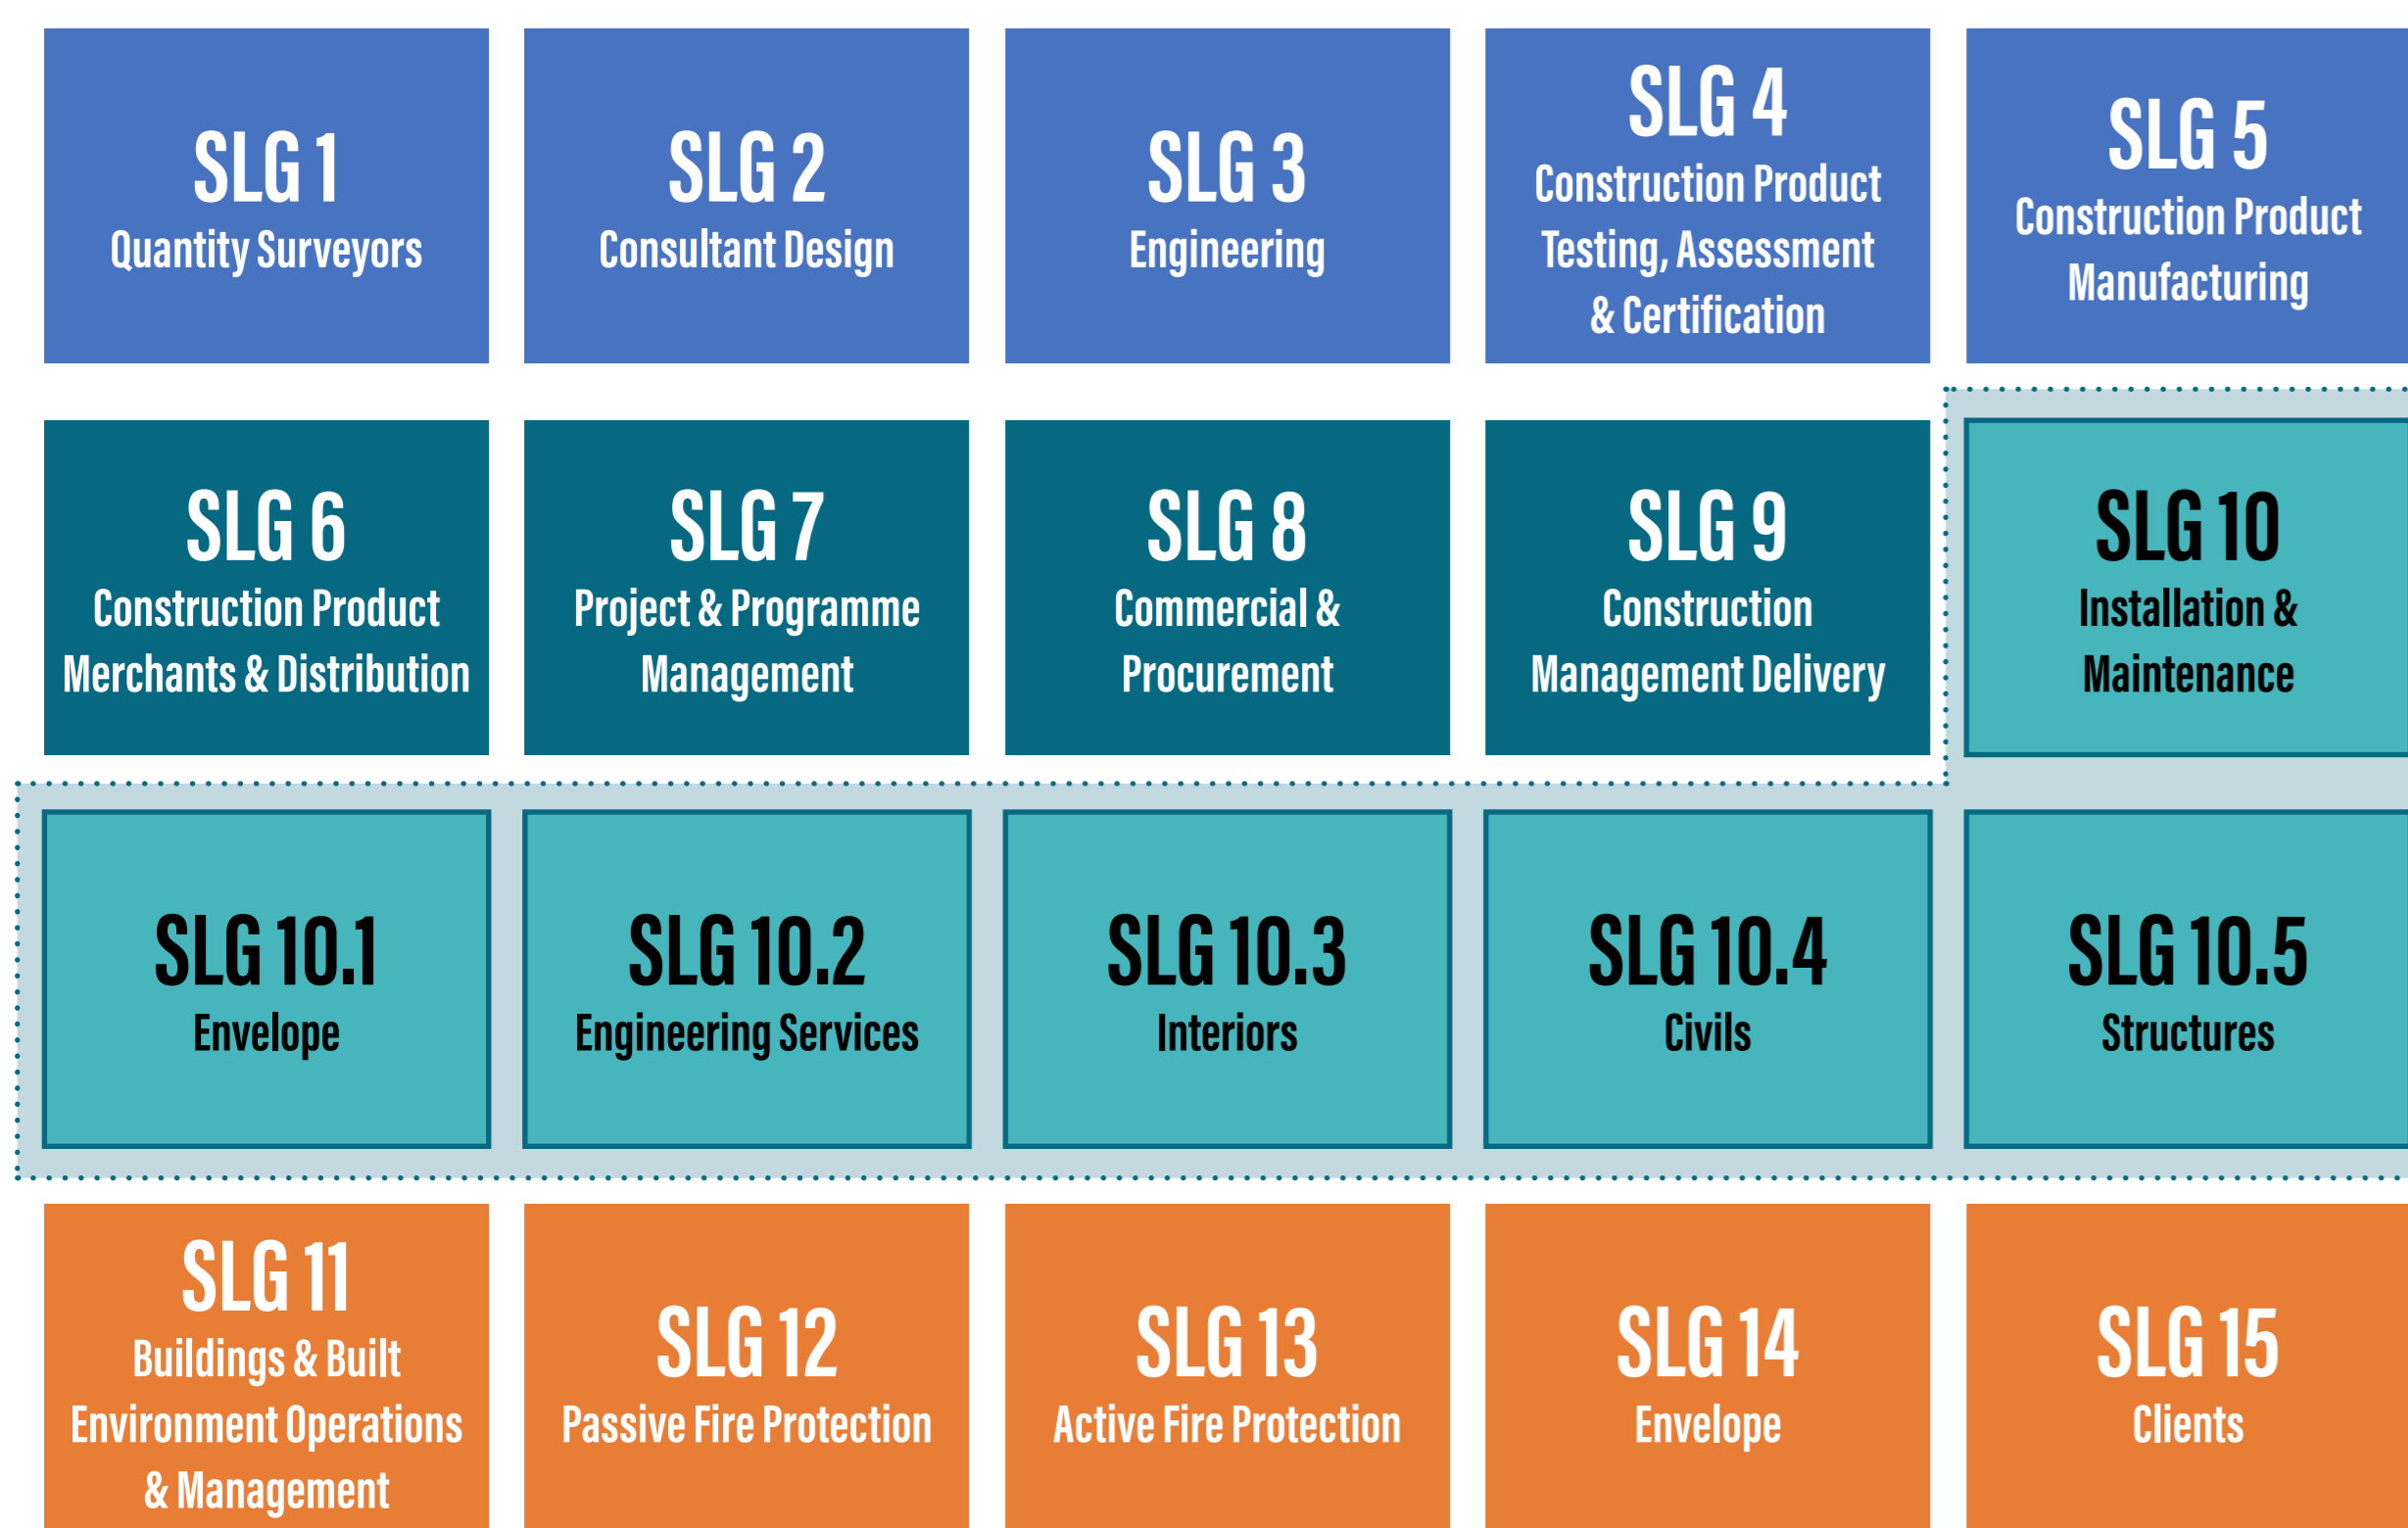 SLG 1
Quantity Surveyors
SLG 2
Consultant Design
SLG 3
Engineering
SLG 4
Construction Product
Testing, Assessment
& Certification
SLG 5
Construction Product
Manufacturing
SLG 6
Construction Product
Merchants & Distribution
SLG 7
Project & Programme
Management
SLG 8
Commercial &
Procurement
SLG 9
Construction
Management Delivery
SLG 10
Installation &
Maintenance
SLG 10.1
Envelope
SLG 10.2
Engineering Services
SLG 10.3
Interiors
SLG 10.4
Civils
SLG 10.5
Structures
SLG 11
Buildings & Built
Environment Operations
& Management
SLG 12
Passive Fire Protection
SLG 13
Active Fire Protection
SLG 14
Envelope
SLG 15
Clients